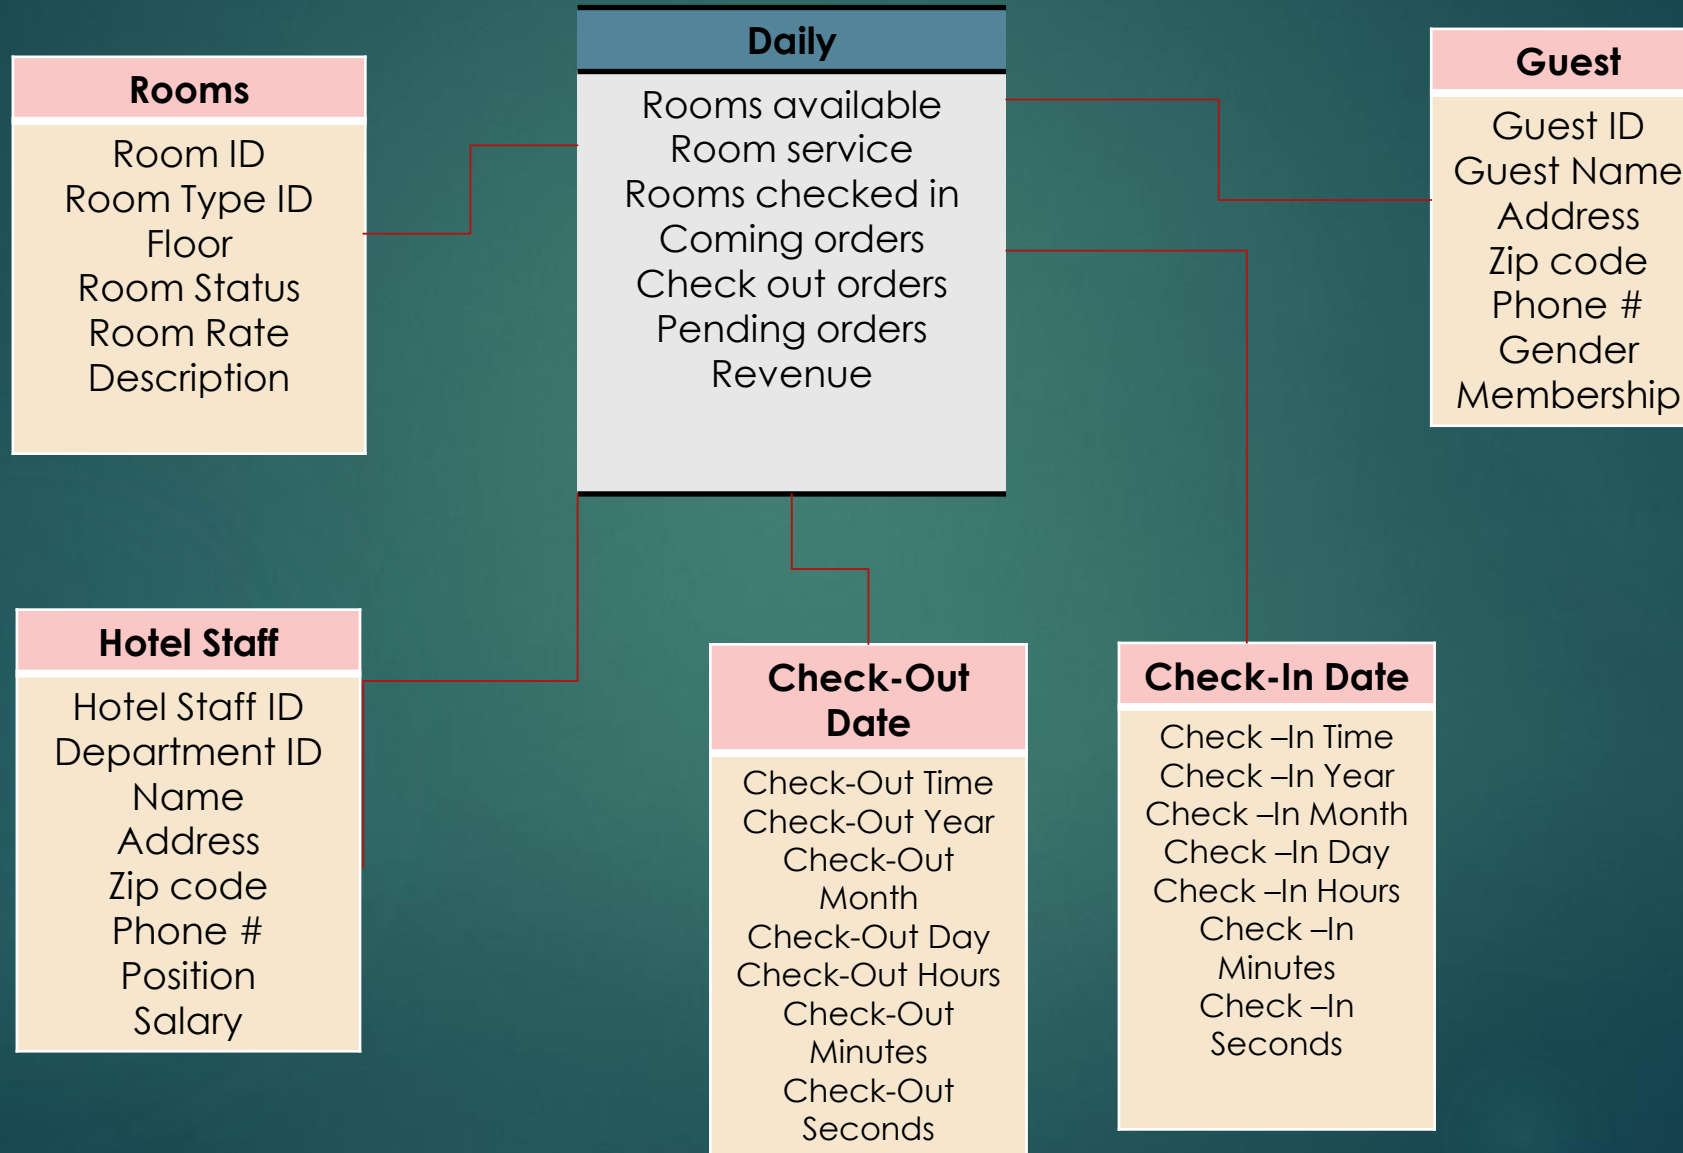 Rooms
Room ID
Room Type ID
Floor
Room Status
Room Rate
Description
Daily
Rooms available
Room service
Rooms checked in
Coming orders
Check out orders
Pending orders
Revenue
Guest
Guest ID
Guest Name
Address
Zip code
Phone #
Gender
Membership
Hotel Staff
Hotel Staff ID
Department ID
Name
Address
Zip code
Phone #
Position
Salary
Check-Out
Date
Check-Out Time
Check-Out Year
Check-Out
Month
Check-Out Day
Check-Out Hours
Check-Out
Minutes
Check-Out
Seconds
Check-In Date
Check –In Time
Check –In Year
Check –In Month
Check –In Day
Check –In Hours
Check –In
Minutes
Check –In
Seconds